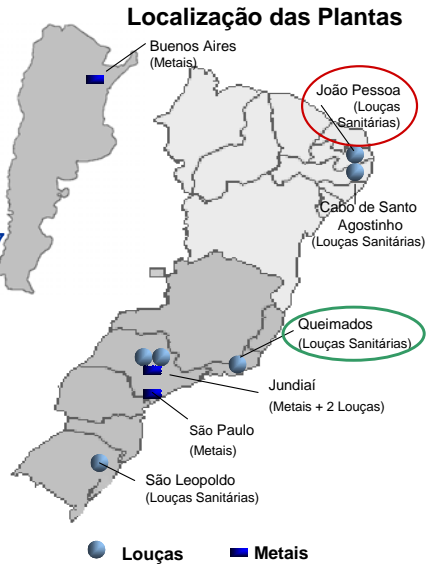 Localização das Plantas
Buenos Aires
(Metais)
João Pessoa
(Louças
Sanitárias)
Cabo de Santo
Agostinho
(Louças Sanitárias)
Queimados
(Louças Sanitárias)
Jundiaí
(Metais + 2 Louças)
São Paulo
(Metais)
São Leopoldo
(Louças Sanitárias)
Louças
Metais